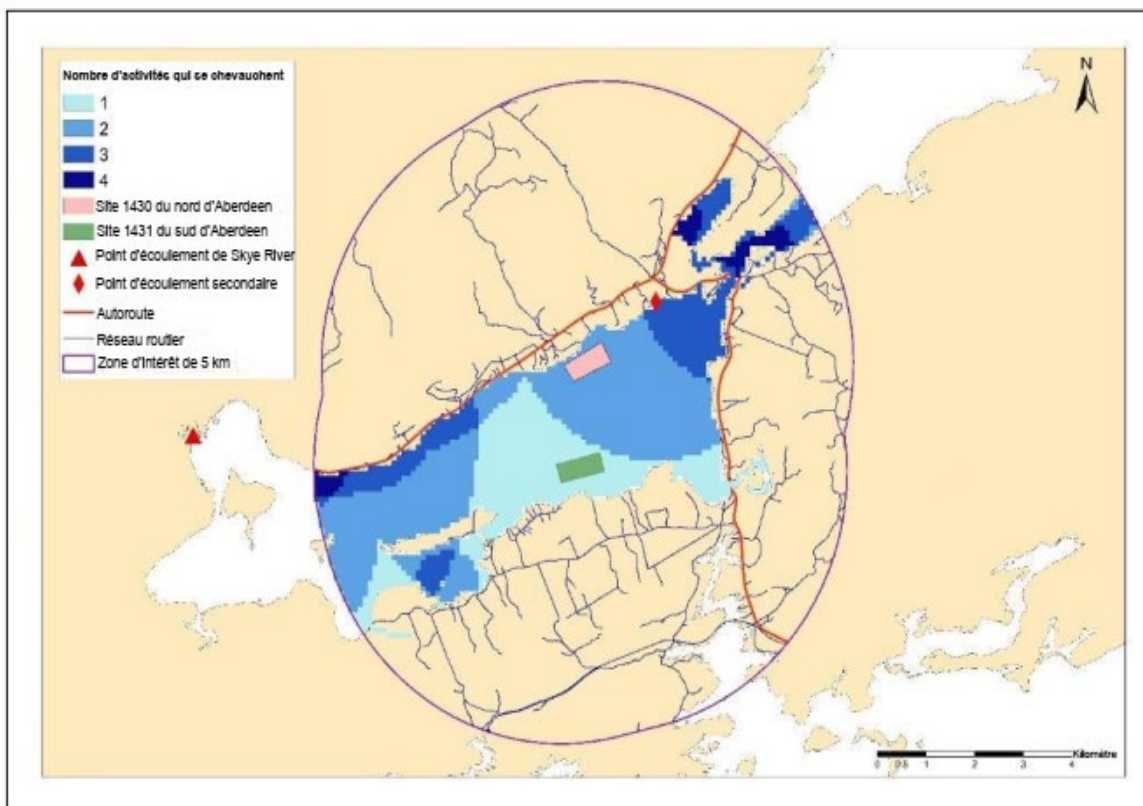 Nombre d'activités qui se chevauchent
1
2
3
4
Site 1430 du nord d'Aberdeen
Site 1431 du sud d'Aberdeen
Point d'écoulement de Skye River
Point d'écoulement secondaire
Autoroute
Réseau routier
Zone d'Intérêt de 5 km
N
Kilomètre
0 0.5 1 2 3 4